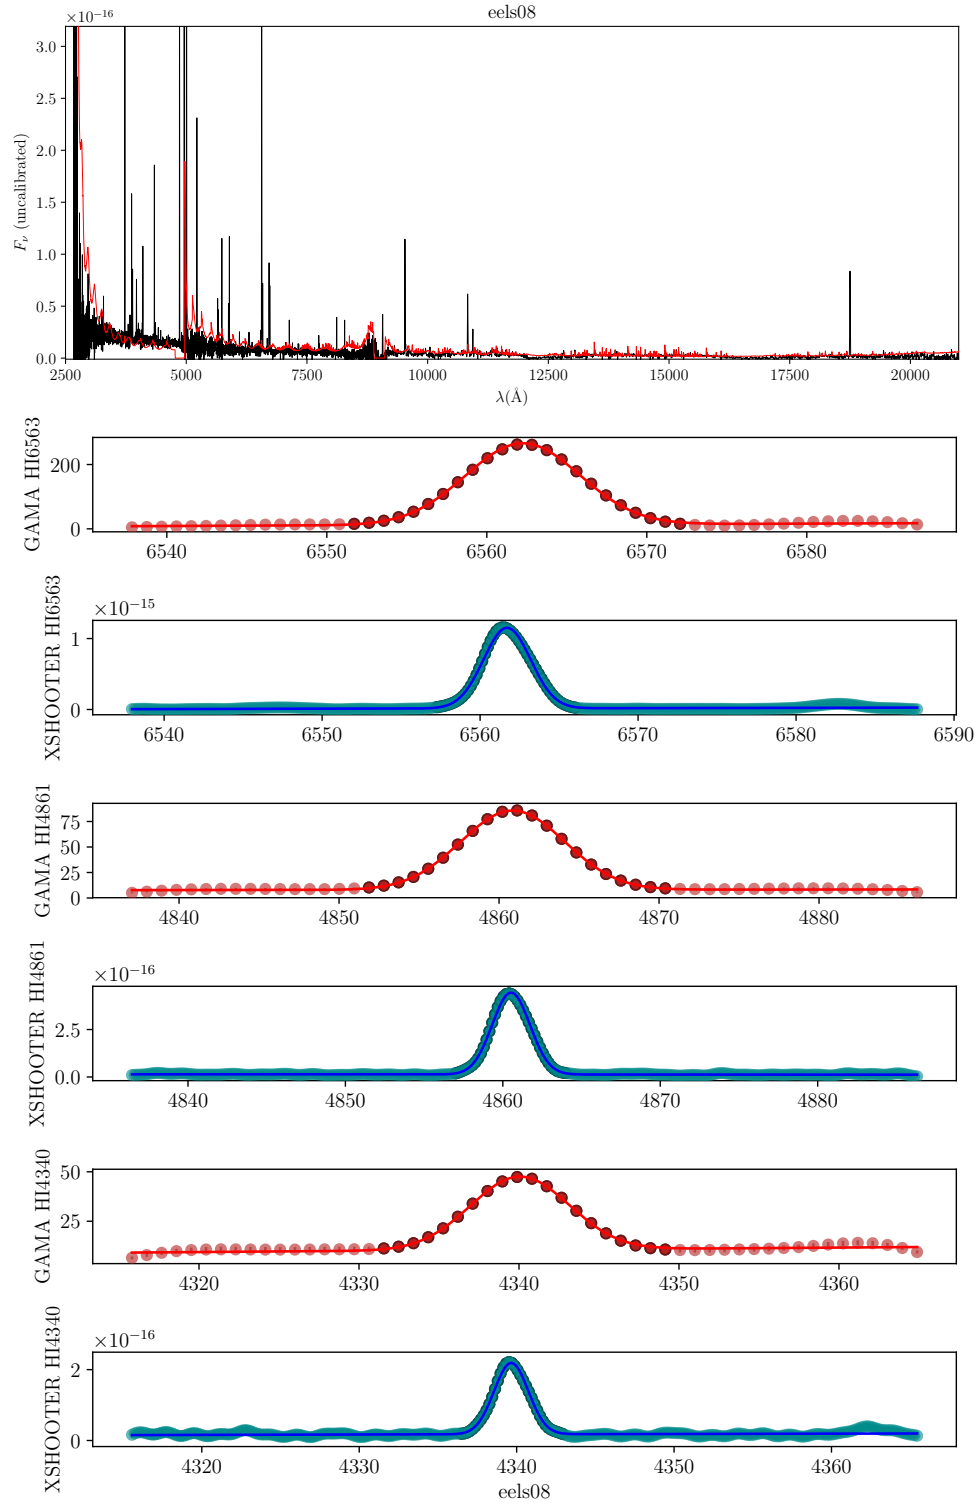 eels08
×10⁻¹⁶
3.0
2.5
2.0
1.5
1.0
0.5
0.0
Fν (uncalibrated)
2500 5000 7500 10000 12500 15000 17500 20000
λ(Å)
GAMA HI6563
200
0
6540 6550 6560 6570 6580
XSHOOTER HI6563
×10⁻¹⁵
1
0
6540 6550 6560 6570 6580 6590
GAMA HI4861
75
50
25
0
4840 4850 4860 4870 4880
XSHOOTER HI4861
×10⁻¹⁶
2.5
0.0
4840 4850 4860 4870 4880
GAMA HI4340
50
25
4320 4330 4340 4350 4360
XSHOOTER HI4340
×10⁻¹⁶
2
0
4320 4330 4340 4350 4360
eels08